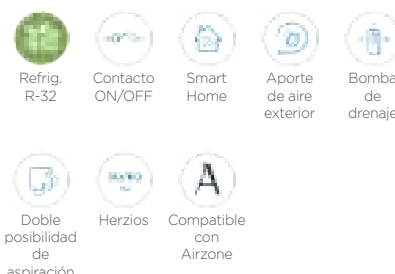 Refrig.
R-32
Contacto
ON/OFF
Smart
Home
Aporte
de aire
exterior
Bomba
de
drenaje
A
Doble
posibilidad
de
aspiración
Herzios
Compatible
con
Airzone